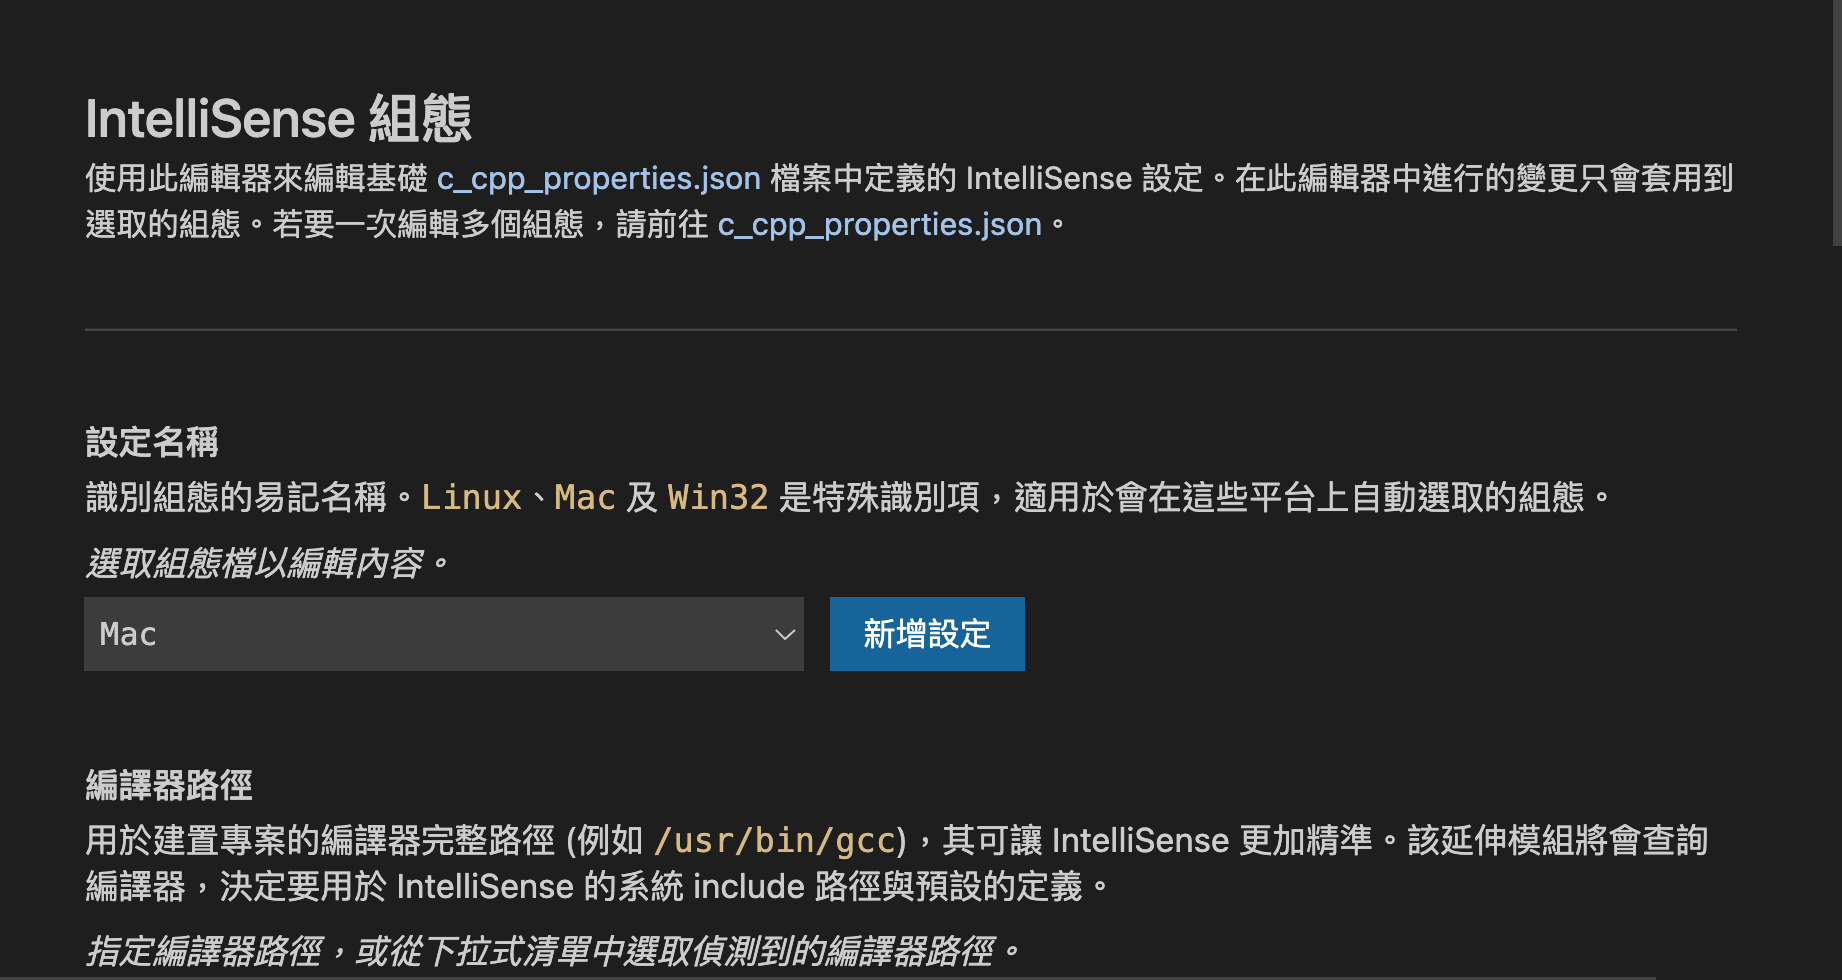 IntelliSense 組態
使用此編輯器來編輯基礎 c_cpp_properties.json 檔案中定義的 IntelliSense 設定。在此編輯器中進行的變更只會套用到
選取的組態。若要一次編輯多個組態，請前往 c_cpp_properties.json。
設定名稱
識別組態的易記名稱。Linux、Mac 及 Win32 是特殊識別項，適用於會在這些平台上自動選取的組態。
選取組態檔以編輯內容。
Mac
新增設定
編譯器路徑
用於建置專案的編譯器完整路徑 (例如 /usr/bin/gcc)，其可讓 IntelliSense 更加精準。該延伸模組將會查詢
編譯器，決定要用於 IntelliSense 的系統 include 路徑與預設的定義。
指定編譯器路徑，或從下拉式清單中選取偵測到的編譯器路徑。